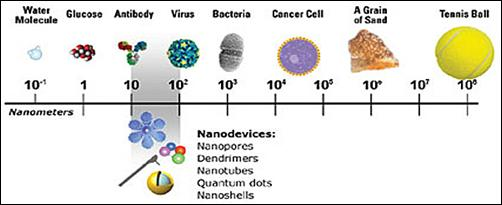 Water Molecule
Glucose
Antibody
Virus
Bacteria
Cancer Cell
A Grain of Sand
Tennis Ball
10⁻¹ 1 10 10² 10³ 10⁴ 10⁵ 10⁶ 10⁷ 10⁸
Nanometers
Nanodevices:
Nanopores
Dendrimers
Nanotubes
Quantum dots
Nanoshells